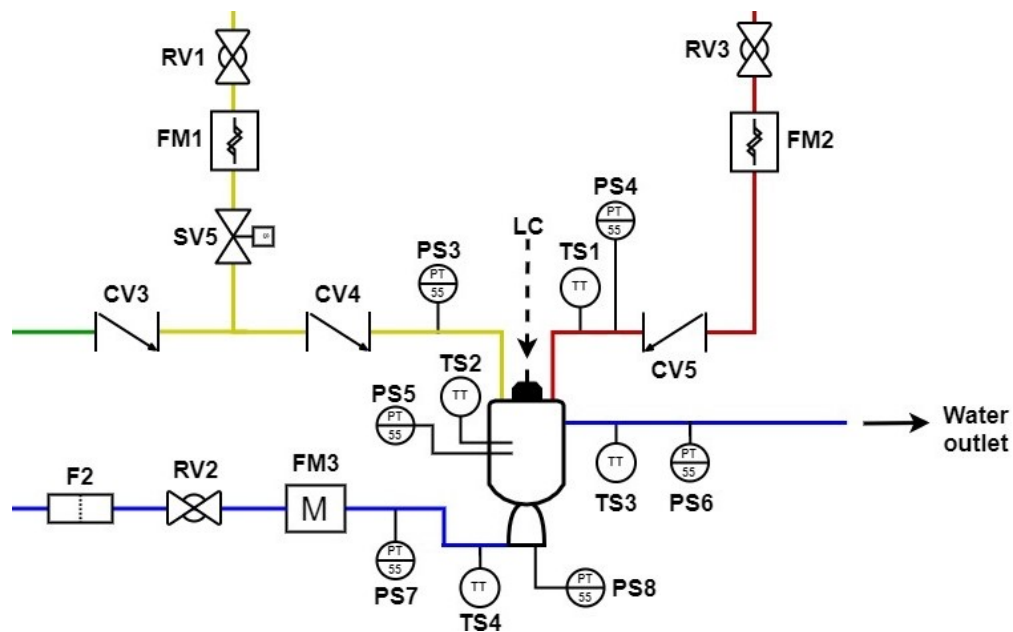 RV1
RV3
FM1
FM2
PS4
PT
55
SV5
S
LC
PS3
TS1
PT
55
TT
CV3
CV4
TS2
CV5
PS5
TT
PT
55
Water
outlet
F2
RV2
FM3
M
TT
PT
55
TS3
PS6
PT
55
PS7
TT
TS4
PT
55
PS8